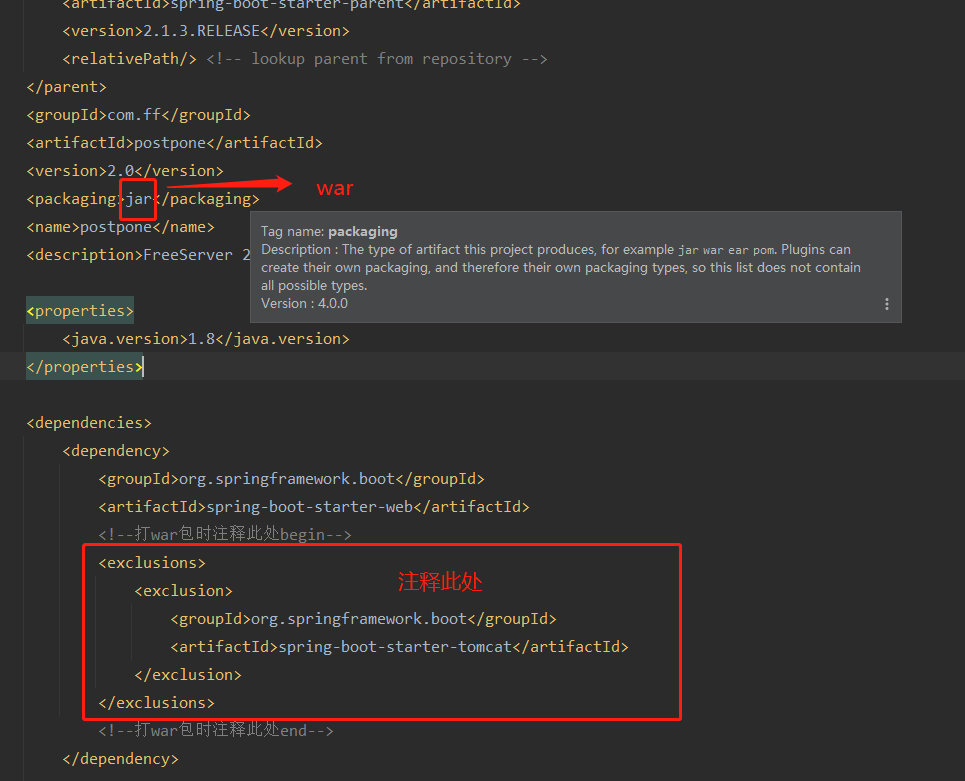 <artifactId>spring-boot-starter-parent</artifactId>
<version>2.1.3.RELEASE</version>
<relativePath/> <!-- lookup parent from repository -->
</parent>
<groupId>com.ff</groupId>
<artifactId>postpone</artifactId>
<version>2.0</version>
<packaging>jar</packaging>
war
<name>postpone</name>
<description>FreeServer 2
Tag name: packaging
Description : The type of artifact this project produces, for example jar war ear pom. Plugins can
create their own packaging, and therefore their own packaging types, so this list does not contain
all possible types.
Version : 4.0.0
<properties>
<java.version>1.8</java.version>
</properties>
<dependencies>
<dependency>
<groupId>org.springframework.boot</groupId>
<artifactId>spring-boot-starter-web</artifactId>
<!--打war包时注释此处begin-->
<exclusions>
注释此处
<exclusion>
<groupId>org.springframework.boot</groupId>
<artifactId>spring-boot-starter-tomcat</artifactId>
</exclusion>
</exclusions>
<!--打war包时注释此处end-->
</dependency>